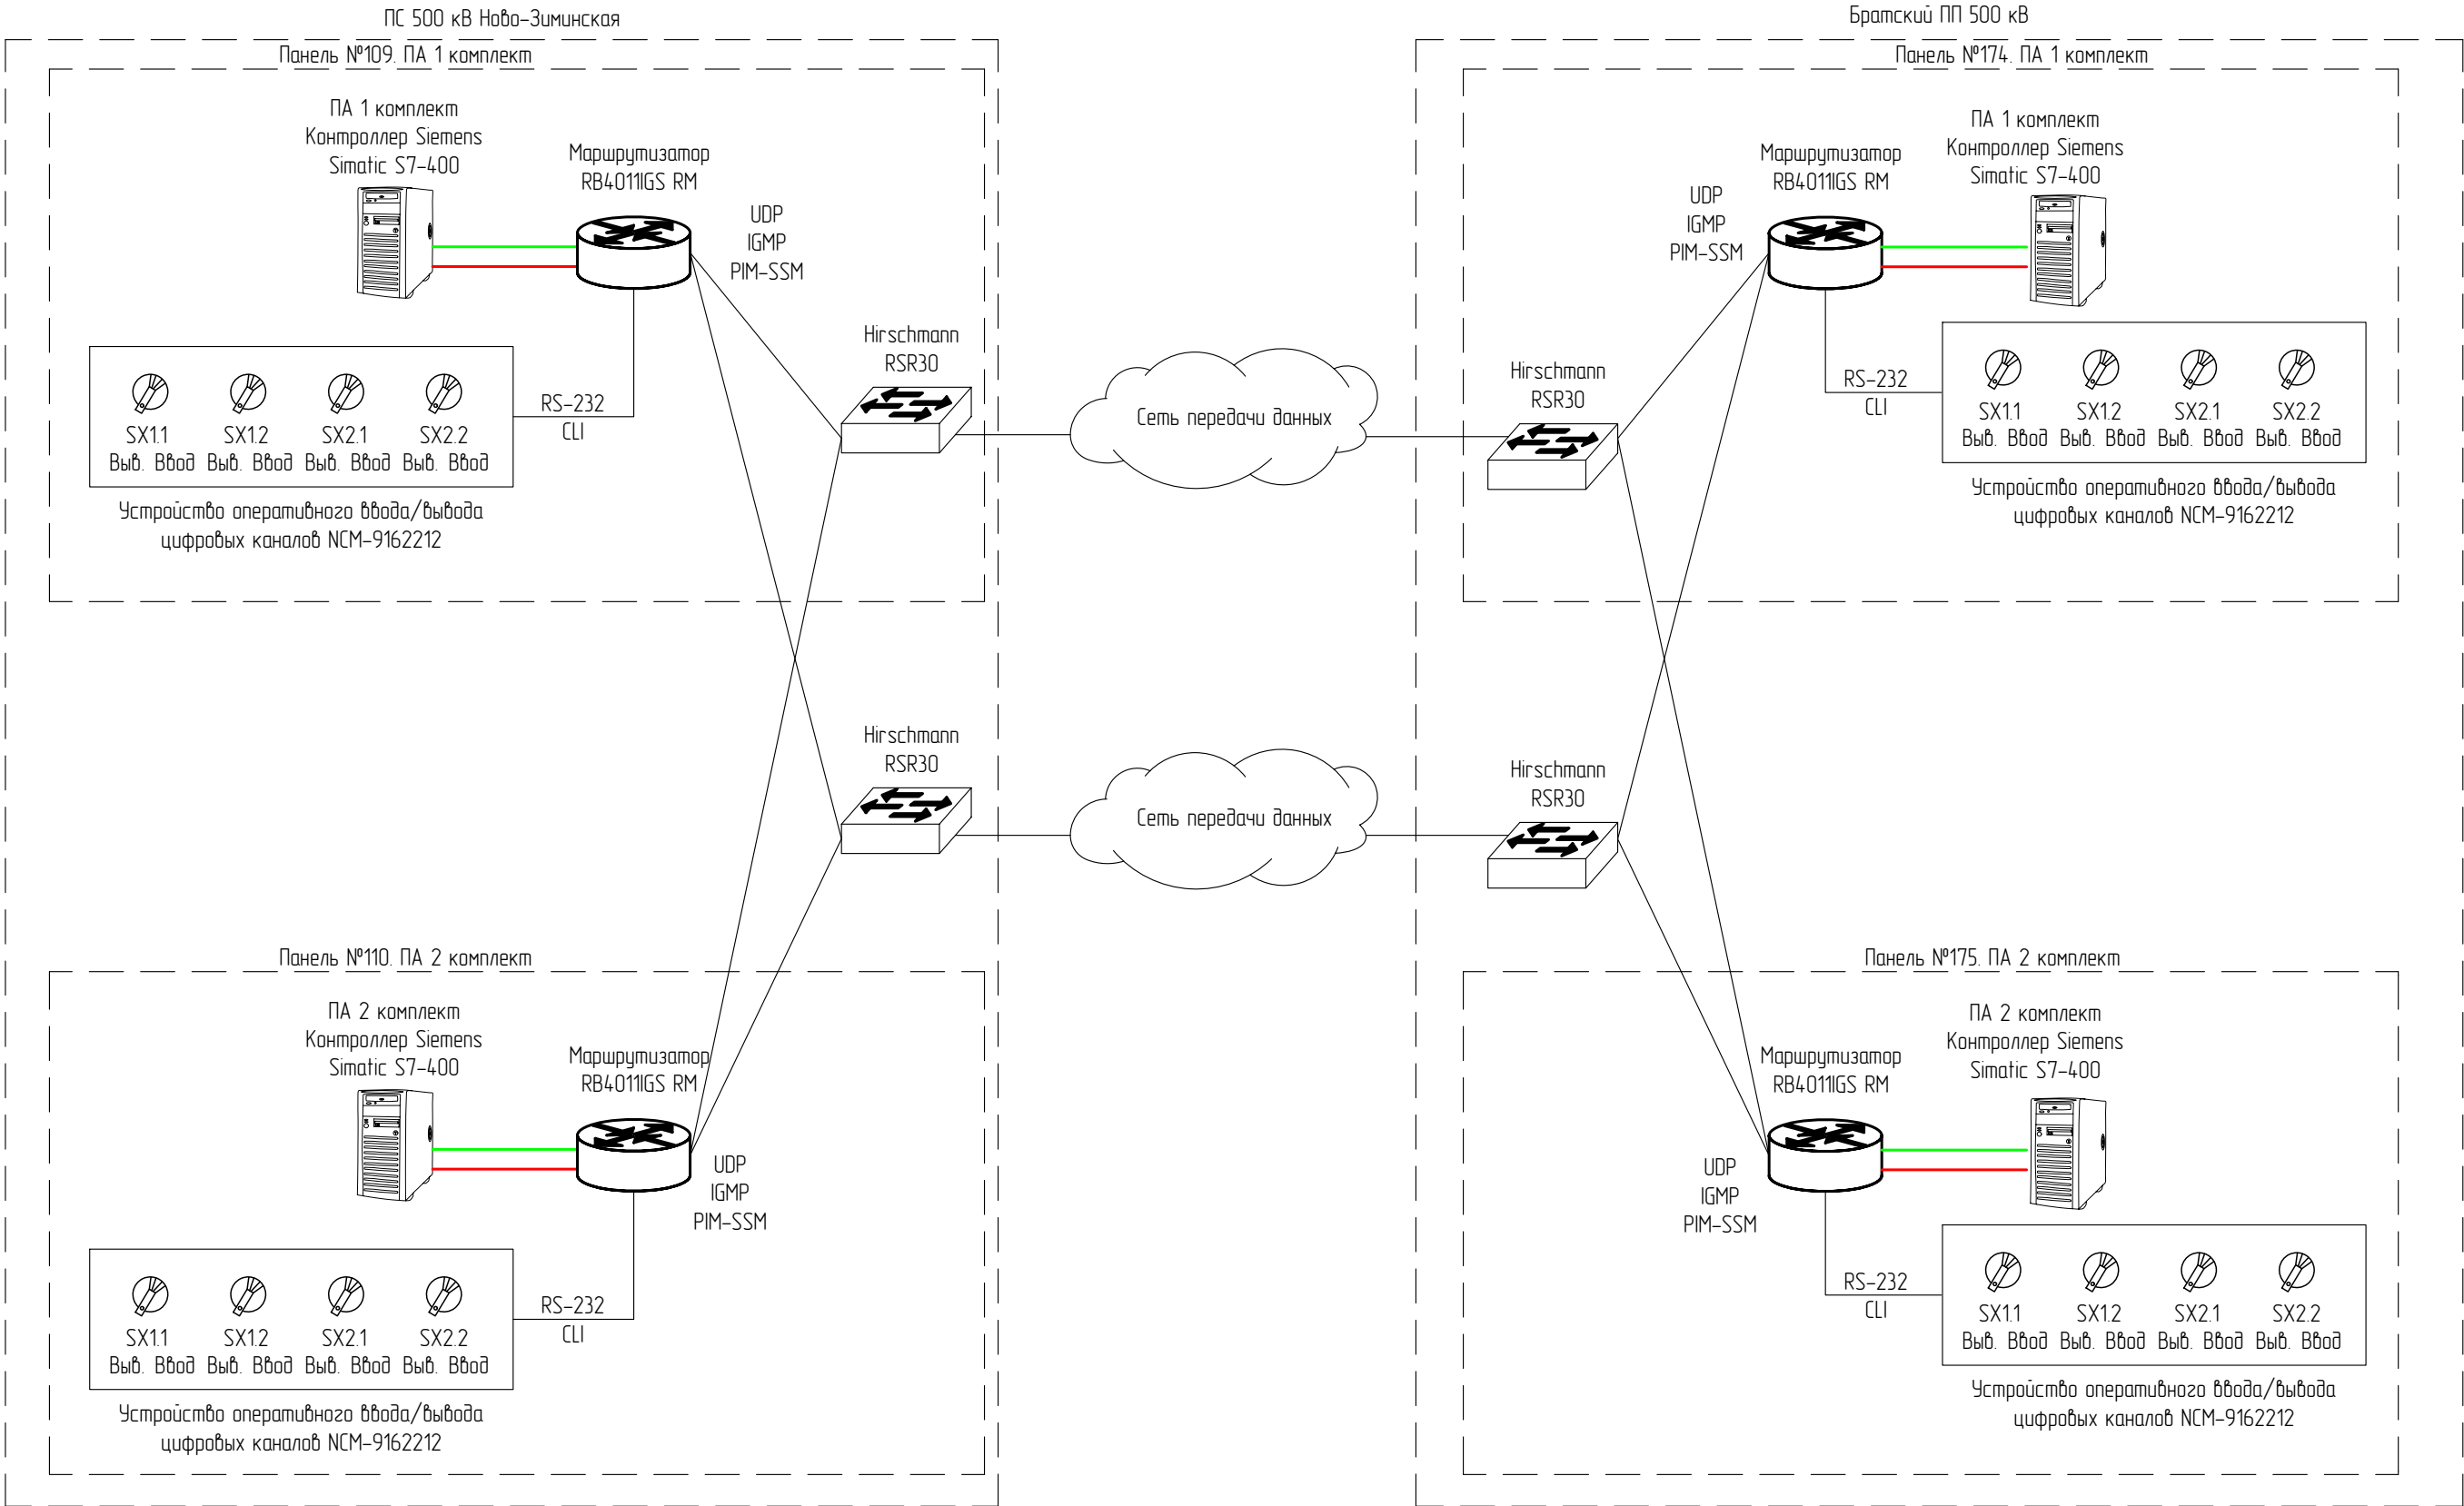 ПС 500 кВ Ново-Зиминская
Панель №109. ПА 1 комплект
ПА 1 комплект
Контроллер Siemens
Simatic S7-400
Маршрутизатор
RB4011IGS RM
UDP
IGMP
PIM-SSM
Hirschmann
RSR30
RS-232
CLI
SX1.1 SX1.2 SX2.1 SX2.2
Выв. Ввод Выв. Ввод Выв. Ввод Выв. Ввод
Устройство оперативного ввода/вывода
цифровых каналов NCM-9162212
Hirschmann
RSR30
Панель №110. ПА 2 комплект
ПА 2 комплект
Контроллер Siemens
Simatic S7-400
Маршрутизатор
RB4011IGS RM
UDP
IGMP
PIM-SSM
RS-232
CLI
SX1.1 SX1.2 SX2.1 SX2.2
Выв. Ввод Выв. Ввод Выв. Ввод Выв. Ввод
Устройство оперативного ввода/вывода
цифровых каналов NCM-9162212
Сеть передачи данных
Сеть передачи данных
Братский ПП 500 кВ
Панель №174. ПА 1 комплект
ПА 1 комплект
Контроллер Siemens
Simatic S7-400
Маршрутизатор
RB4011IGS RM
UDP
IGMP
PIM-SSM
Hirschmann
RSR30
RS-232
CLI
SX1.1 SX1.2 SX2.1 SX2.2
Выв. Ввод Выв. Ввод Выв. Ввод Выв. Ввод
Устройство оперативного ввода/вывода
цифровых каналов NCM-9162212
Hirschmann
RSR30
Панель №175. ПА 2 комплект
ПА 2 комплект
Контроллер Siemens
Simatic S7-400
Маршрутизатор
RB4011IGS RM
UDP
IGMP
PIM-SSM
RS-232
CLI
SX1.1 SX1.2 SX2.1 SX2.2
Выв. Ввод Выв. Ввод Выв. Ввод Выв. Ввод
Устройство оперативного ввода/вывода
цифровых каналов NCM-9162212